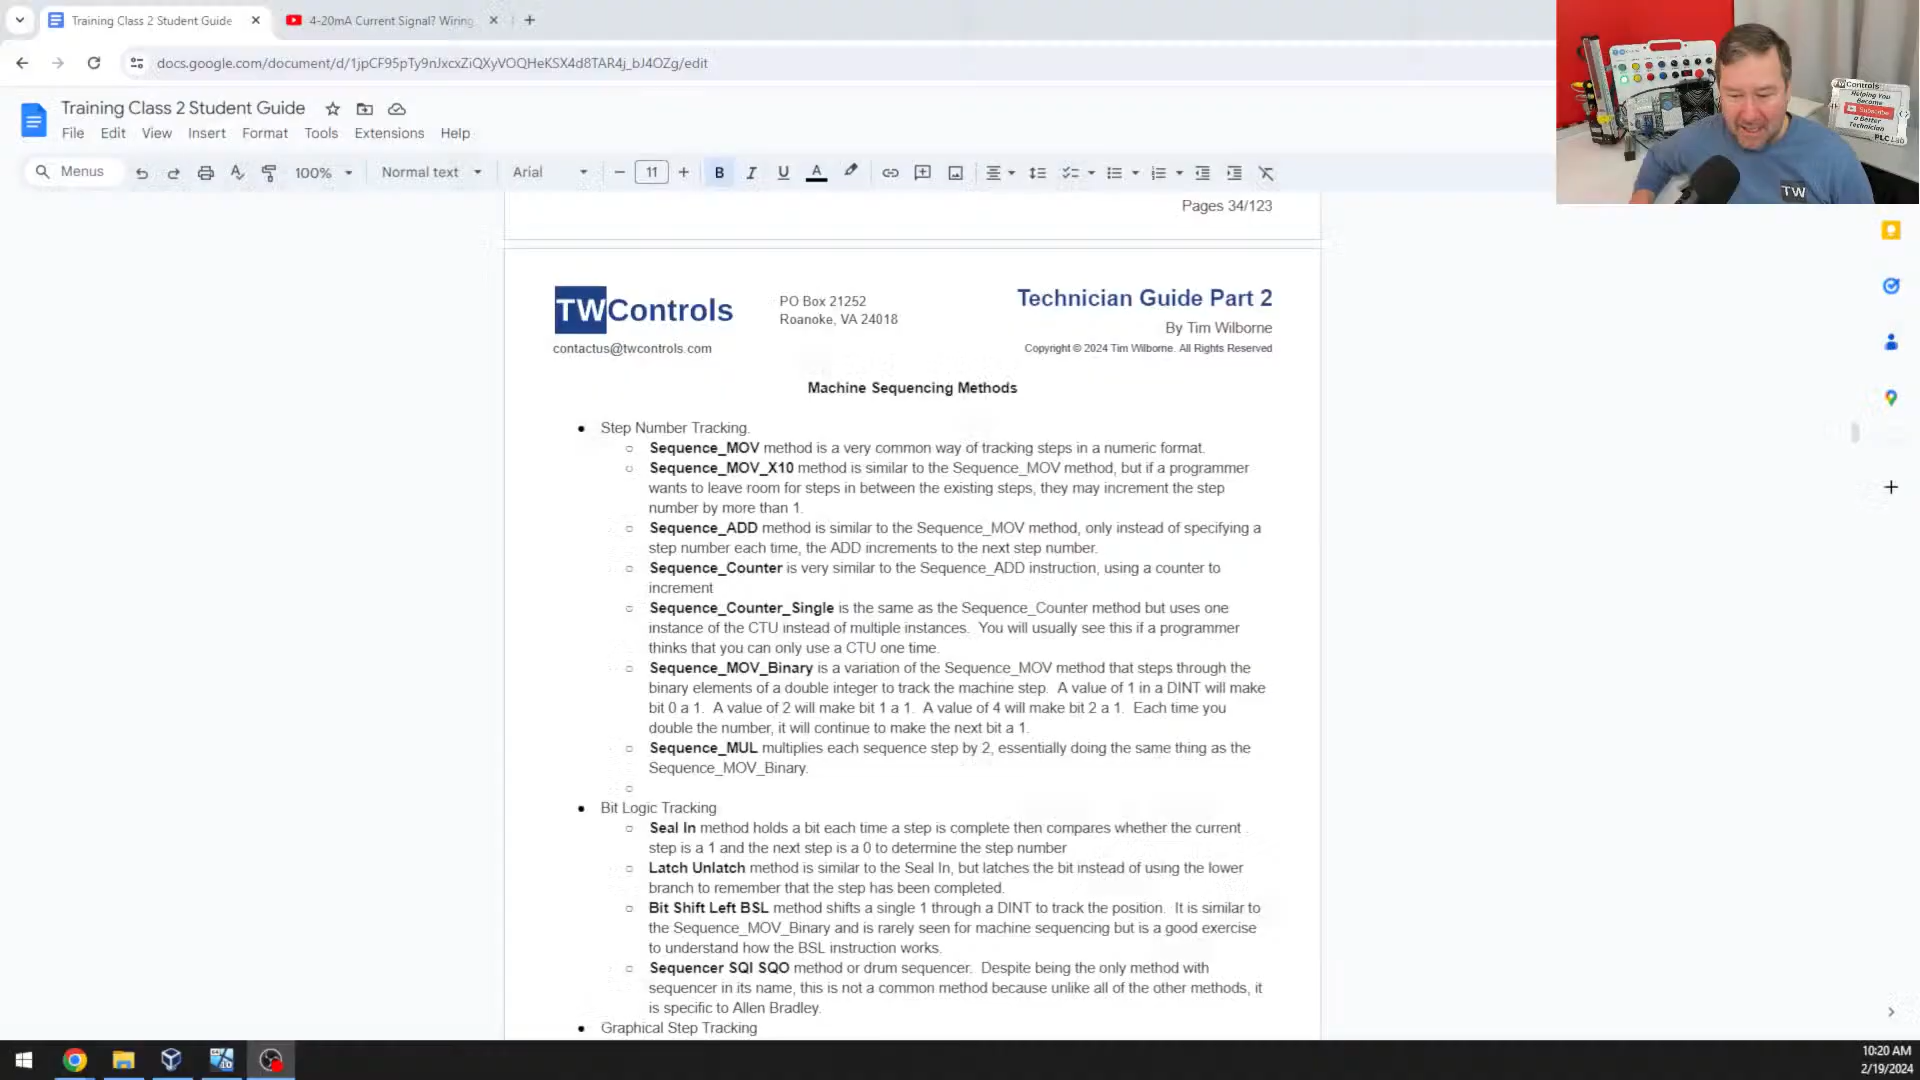 Training Class 2 Student Guide
4-20mA Current Signal? Wiring
docs.google.com/document/d/1jpCF95pTy9nJxcxZiQXyVOQHeKSX4d8TAR4j_bJ4OZg/edit
Training Class 2 Student Guide
File Edit View Insert Format Tools Extensions Help
Menus 100% Normal text Arial 11 B I U A
TWControls
Helping You
Become
Subscribe
a Better
Technician
PLC Lab
TW
Pages 34/123
TWControls
PO Box 21252
Roanoke, VA 24018
contactus@twcontrols.com
Technician Guide Part 2
By Tim Wilborne
Copyright © 2024 Tim Wilborne. All Rights Reserved
Machine Sequencing Methods
● Step Number Tracking.
○ Sequence_MOV method is a very common way of tracking steps in a numeric format.
○ Sequence_MOV_X10 method is similar to the Sequence_MOV method, but if a programmer
wants to leave room for steps in between the existing steps, they may increment the step
number by more than 1.
○ Sequence_ADD method is similar to the Sequence_MOV method, only instead of specifying a
step number each time, the ADD increments to the next step number.
○ Sequence_Counter is very similar to the Sequence_ADD instruction, using a counter to
increment
○ Sequence_Counter_Single is the same as the Sequence_Counter method but uses one
instance of the CTU instead of multiple instances. You will usually see this if a programmer
thinks that you can only use a CTU one time.
○ Sequence_MOV_Binary is a variation of the Sequence_MOV method that steps through the
binary elements of a double integer to track the machine step. A value of 1 in a DINT will make
bit 0 a 1. A value of 2 will make bit 1 a 1. A value of 4 will make bit 2 a 1. Each time you
double the number, it will continue to make the next bit a 1.
○ Sequence_MUL multiplies each sequence step by 2, essentially doing the same thing as the
Sequence_MOV_Binary.
○
● Bit Logic Tracking
○ Seal In method holds a bit each time a step is complete then compares whether the current
step is a 1 and the next step is a 0 to determine the step number
○ Latch Unlatch method is similar to the Seal In, but latches the bit instead of using the lower
branch to remember that the step has been completed.
○ Bit Shift Left BSL method shifts a single 1 through a DINT to track the position. It is similar to
the Sequence_MOV_Binary and is rarely seen for machine sequencing but is a good exercise
to understand how the BSL instruction works.
○ Sequencer SQI SQO method or drum sequencer. Despite being the only method with
sequencer in its name, this is not a common method because unlike all of the other methods, it
is specific to Allen Bradley.
● Graphical Step Tracking
10:20 AM
2/19/2024